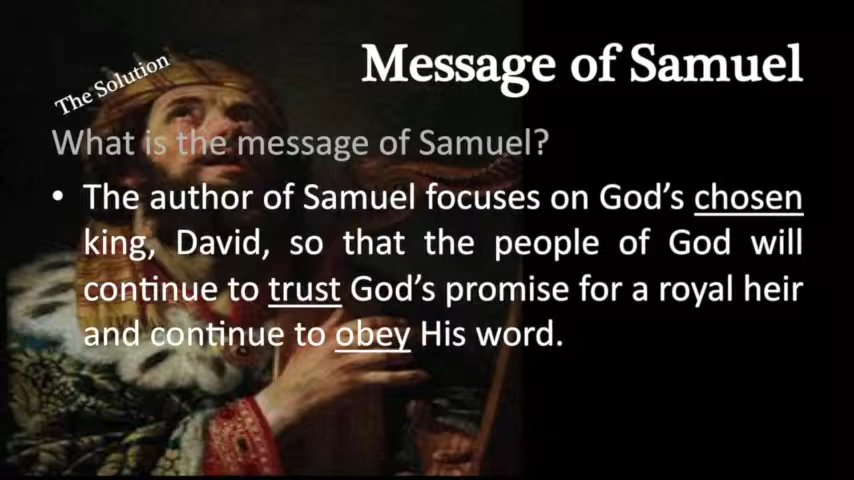 The Solution
Message of Samuel
What is the message of Samuel?
• The author of Samuel focuses on God's chosen
king, David, so that the people of God will
continue to trust God's promise for a royal heir
and continue to obey His word.